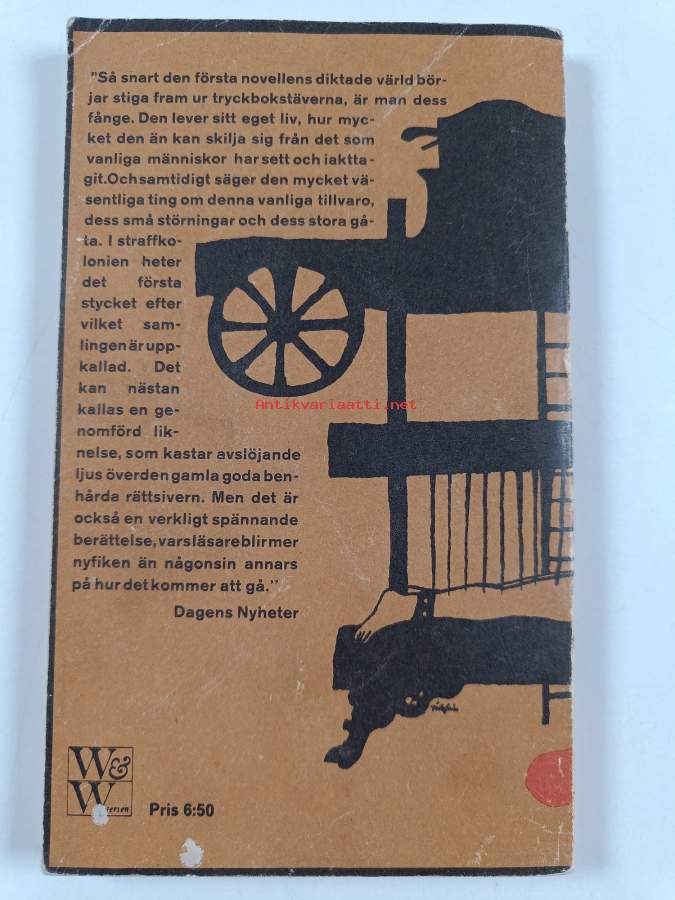 "Så snart den första novellens diktade värld bör-
jar stiga fram ur tryckbokstäverna, är man dess
fånge. Den lever sitt eget liv, hur myc-
ket den än kan skilja sig från det som
vanliga människor har sett och iaktta-
git. Och samtidigt säger den mycket vä-
sentliga ting om denna vanliga tillvaro,
dess små störningar och dess stora gå-
ta. I straffko-
lonien heter
det första
stycket efter
vilket sam-
lingen är upp-
kallad. Det
kan nästan
kallas en ge-
nomförd lik-
nelse, som kastar avslöjande
ljus över den gamla goda ben-
hårda rättsivern. Men det är
också en verkligt spännande
berättelse, vars läsare blir mer
nyfiken än någonsin annars
på hur det kommer att gå."
Dagens Nyheter
Antikvariaatti.net
W&
W
Pris 6:50